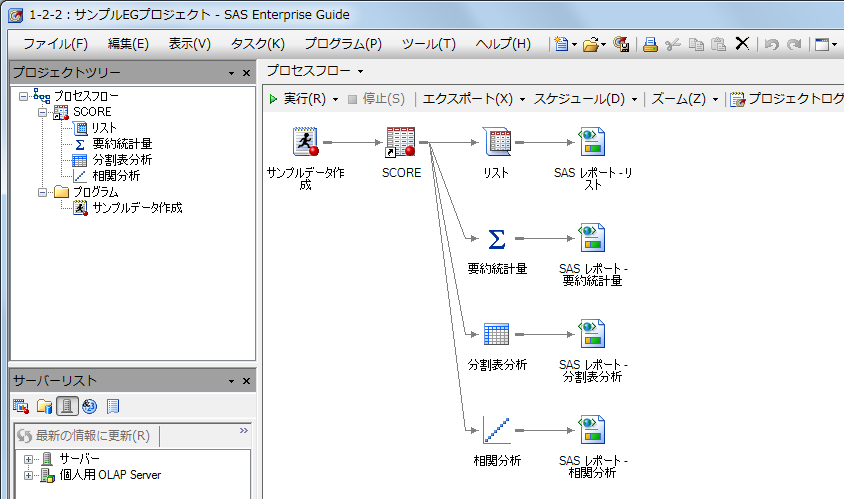 1-2-2:サンプルEGプロジェクト - SAS Enterprise Guide
ファイル(F) 編集(E) 表示(V) タスク(K) プログラム(P) ツール(T) ヘルプ(H)
プロジェクトツリー
プロセスフロー
SCORE
リスト
要約統計量
分割表分析
相関分析
プログラム
サンプルデータ作成
サーバーリスト
最新の情報に更新(R)
サーバー
個人用 OLAP Server
プロセスフロー
実行(R) 停止(S) エクスポート(X) スケジュール(D) ズーム(Z) プロジェクトログ
サンプルデータ作
成
SCORE
リスト
SAS レポート - リ
スト
要約統計量
SAS レポート -
要約統計量
分割表分析
SAS レポート -
分割表分析
相関分析
SAS レポート -
相関分析